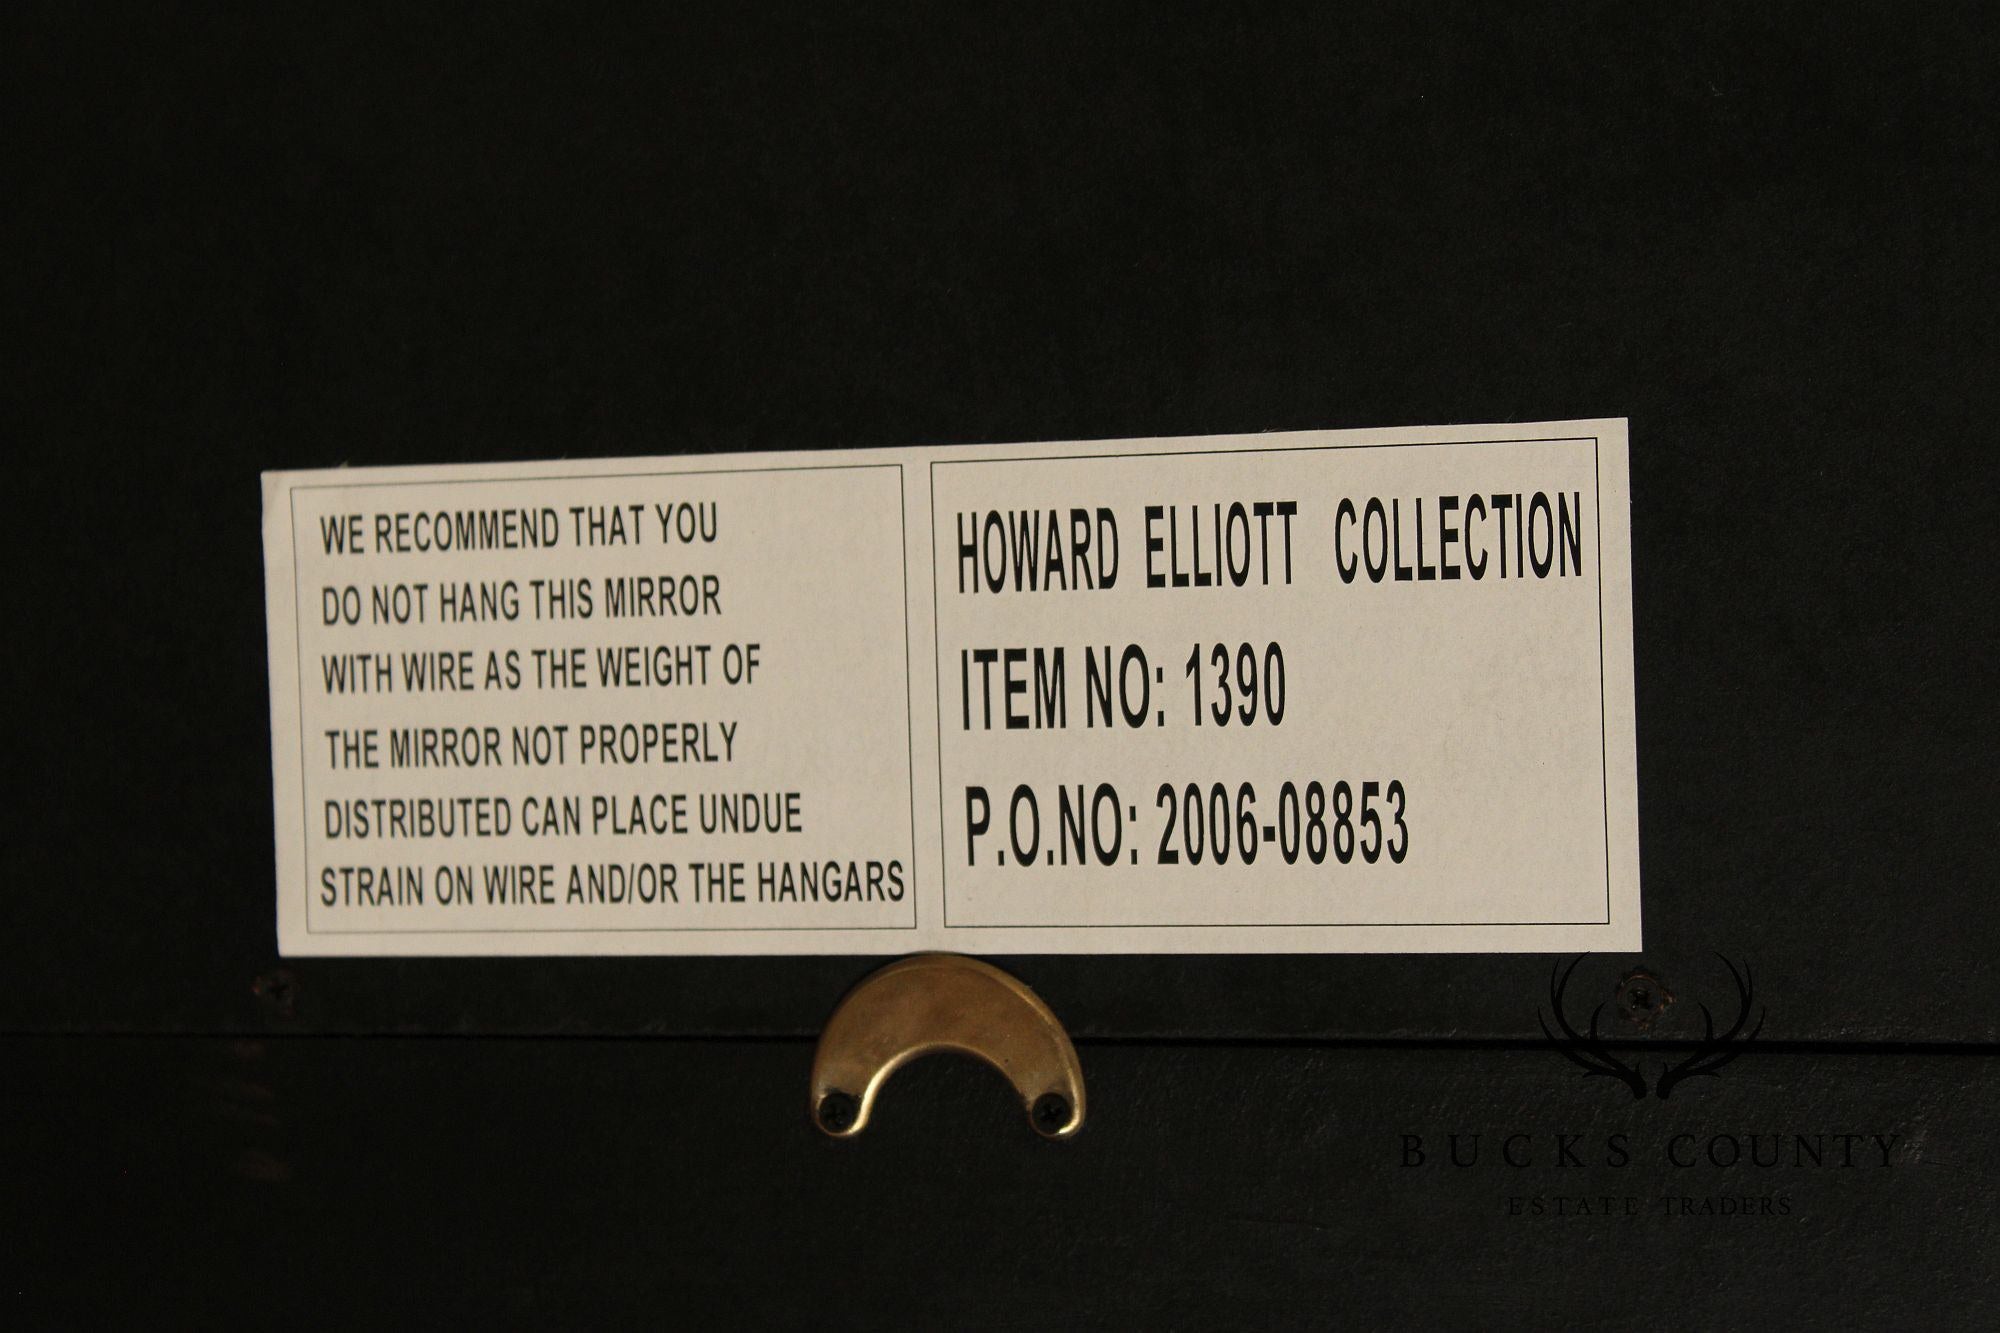 WE RECOMMEND THAT YOU
DO NOT HANG THIS MIRROR
WITH WIRE AS THE WEIGHT OF
THE MIRROR NOT PROPERLY
DISTRIBUTED CAN PLACE UNDUE
STRAIN ON WIRE AND/OR THE HANGARS
HOWARD ELLIOTT COLLECTION
ITEM NO: 1390
P.O.NO: 2006-08853
BUCKS COUNTY
ESTATE TRADERS